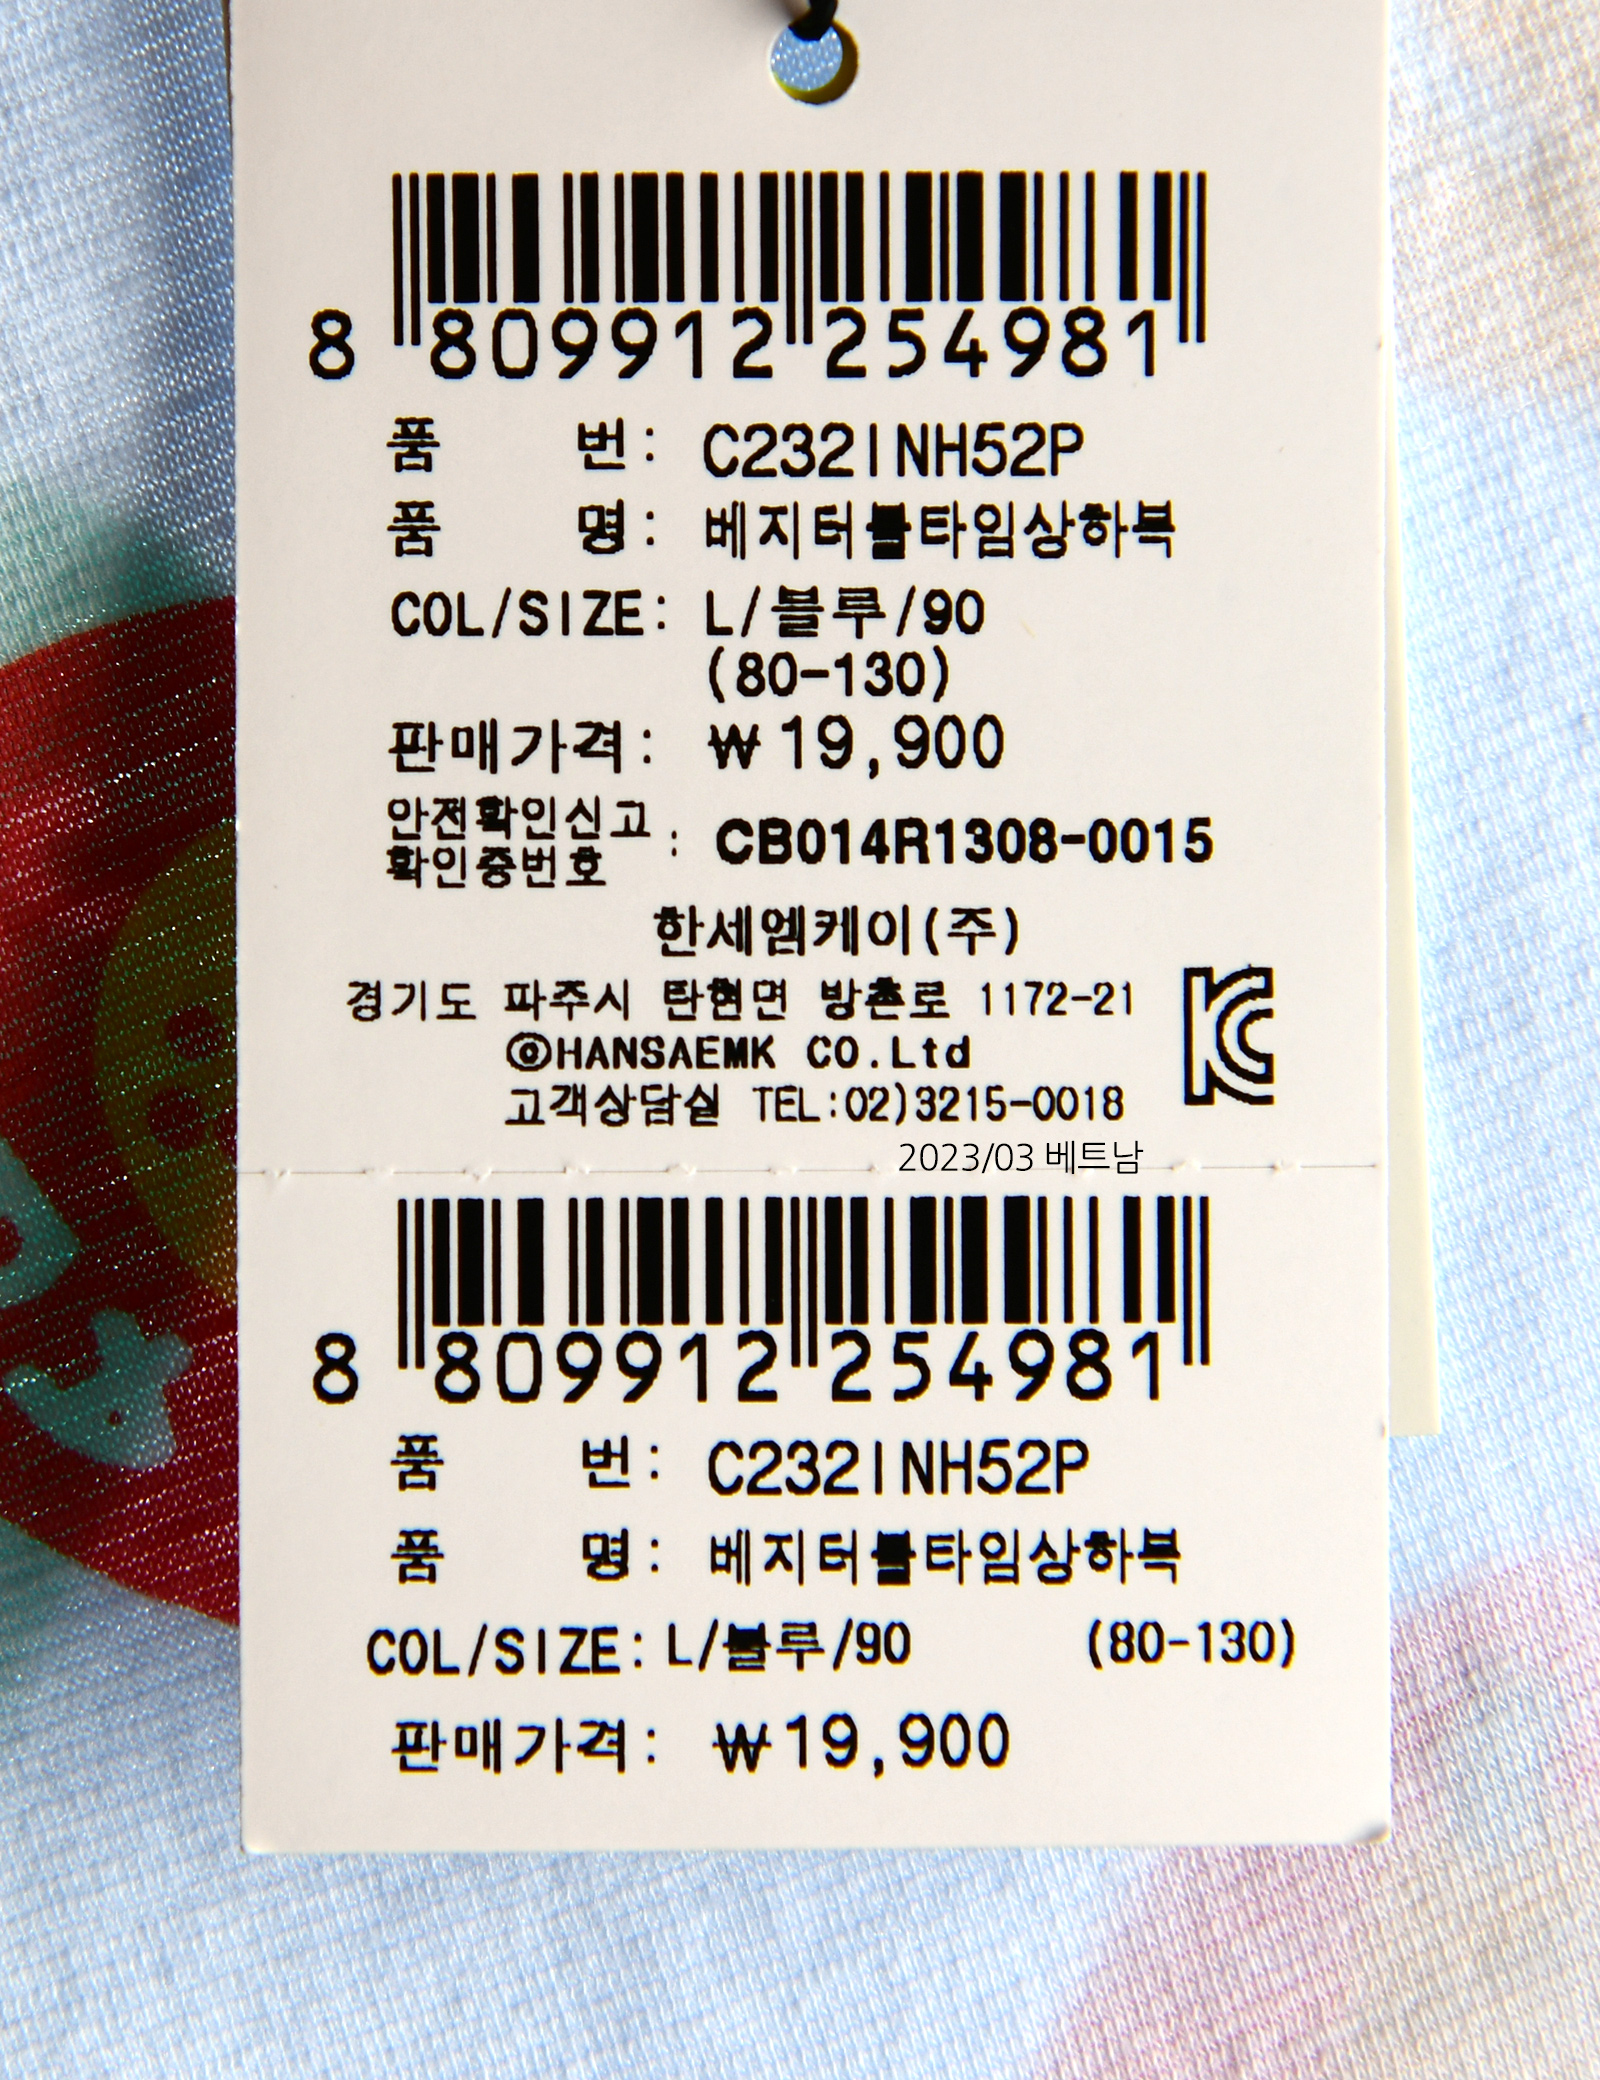 8 809912 254981
품 번: C232INH52P
품 명: 베지터블타임상하복
COL/SIZE: L/블루/90
(80-130)
판매가격: ₩19,900
안전확인신고
확인증번호 : CB014R1308-0015
한세엠케이(주)
경기도 파주시 탄현면 방촌로 1172-21
©HANSAEMK CO.Ltd
고객상담실 TEL:02)3215-0018
KC
2023/03 베트남
8 809912 254981
품 번: C232INH52P
품 명: 베지터블타임상하복
COL/SIZE: L/블루/90 (80-130)
판매가격: ₩19,900